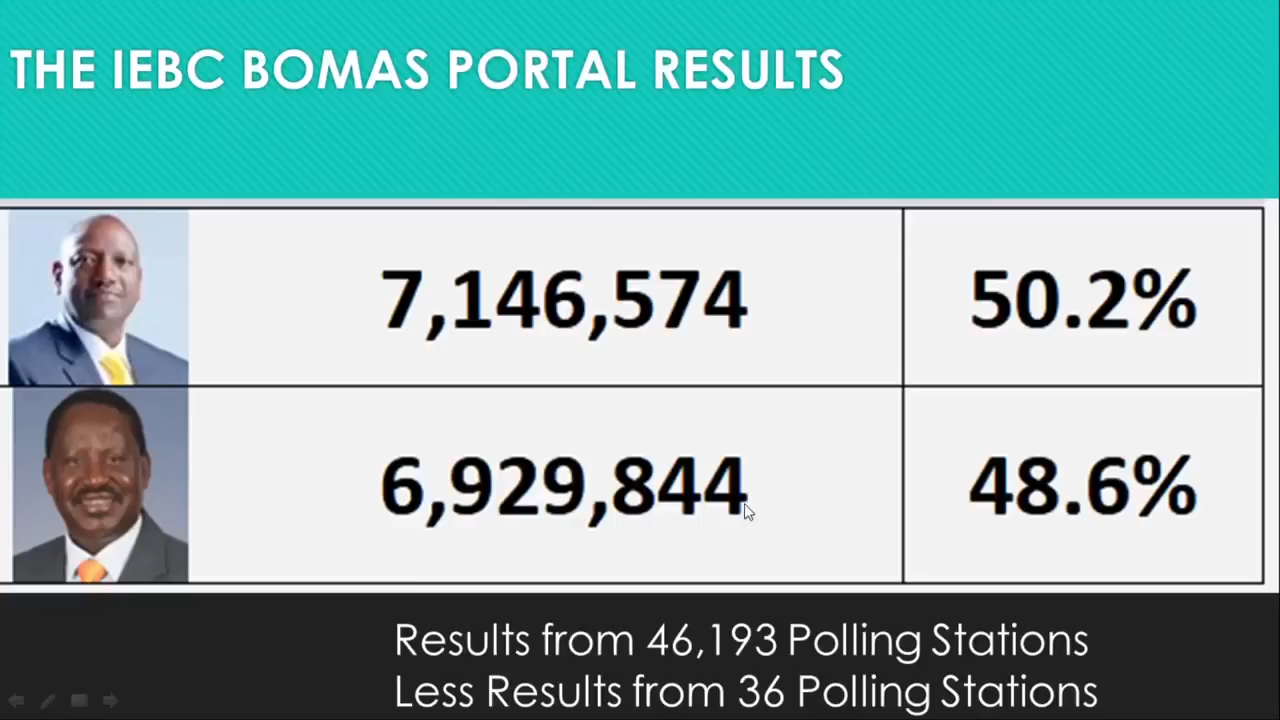 THE IEBC BOMAS PORTAL RESULTS
7,146,574 50.2%
6,929,844 48.6%
Results from 46,193 Polling Stations
Less Results from 36 Polling Stations